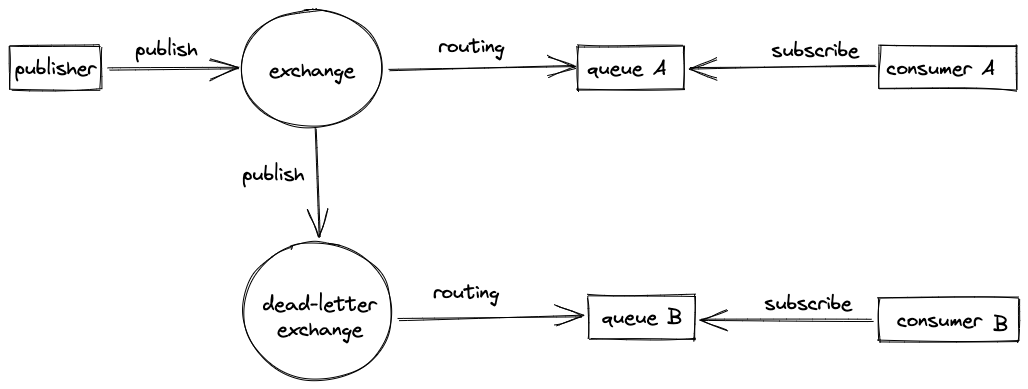 publish
routing
subscribe
publisher
exchange
queue A
consumer A
publish
dead-letter
exchange
routing
queue B
subscribe
consumer B